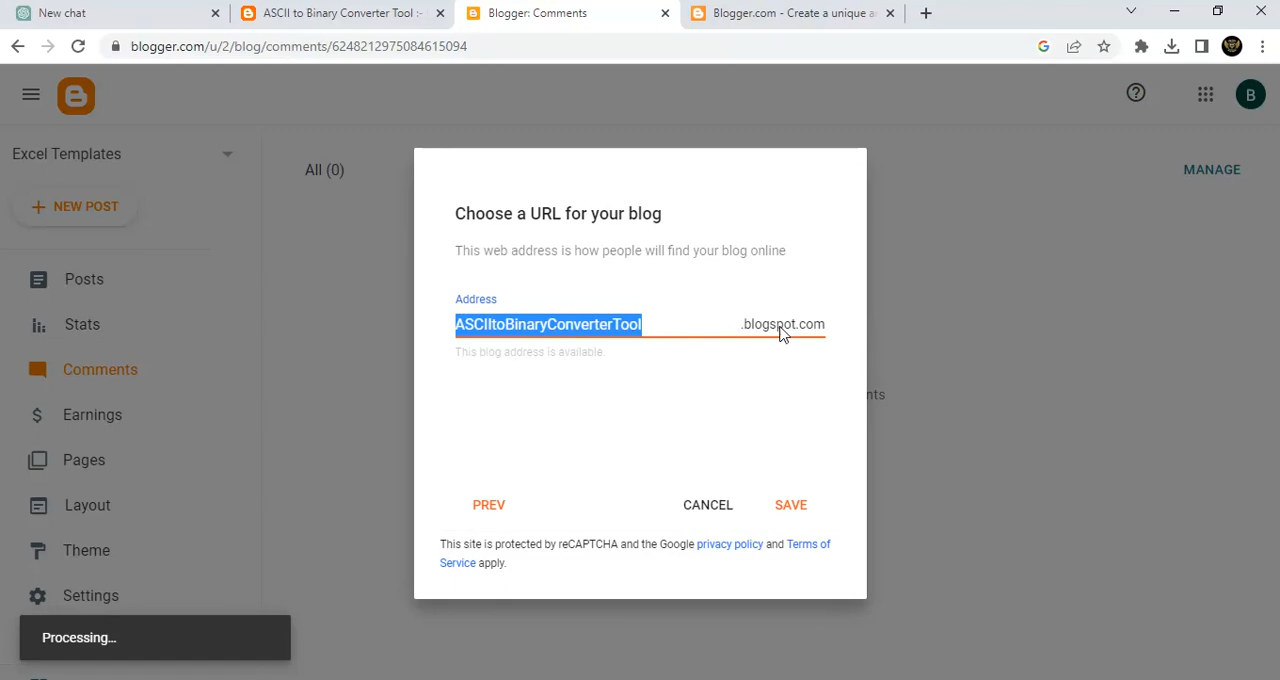 New chat
ASCII to Binary Converter Tool :-
Blogger: Comments
Blogger.com - Create a unique a
blogger.com/u/2/blog/comments/6248212975084615094
B
Excel Templates
All (0)
MANAGE
NEW POST
Posts
Stats
Comments
Earnings
Pages
Layout
Theme
Settings
Processing...
Choose a URL for your blog
This web address is how people will find your blog online
Address
ASCIItoBinaryConverterTool .blogspot.com
This blog address is available.
nts
PREV CANCEL SAVE
This site is protected by reCAPTCHA and the Google privacy policy and Terms of
Service apply.